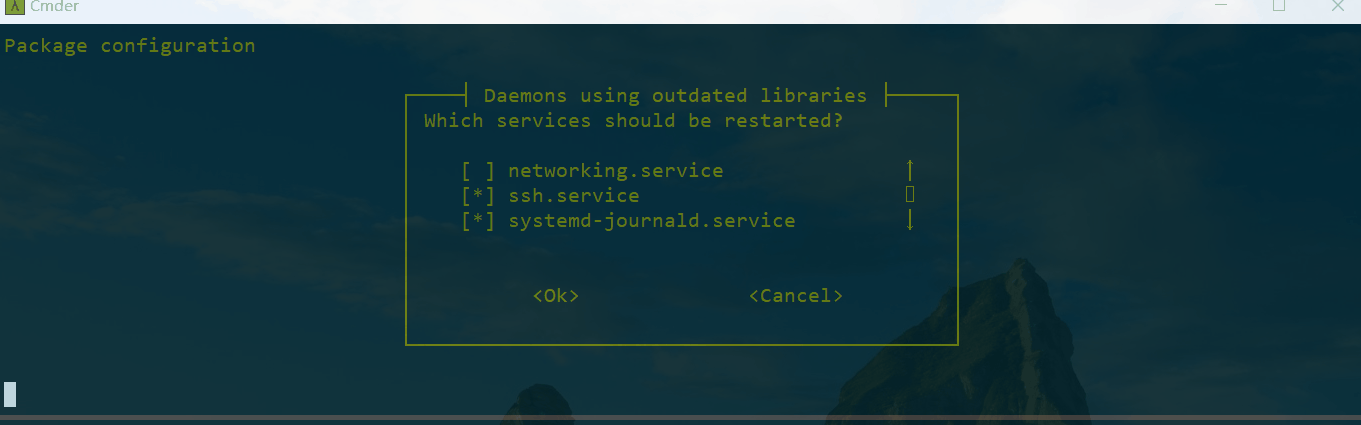 λ Cmder
Package configuration
Daemons using outdated libraries
Which services should be restarted?
[ ] networking.service
[*] ssh.service
[*] systemd-journald.service
<Ok> <Cancel>